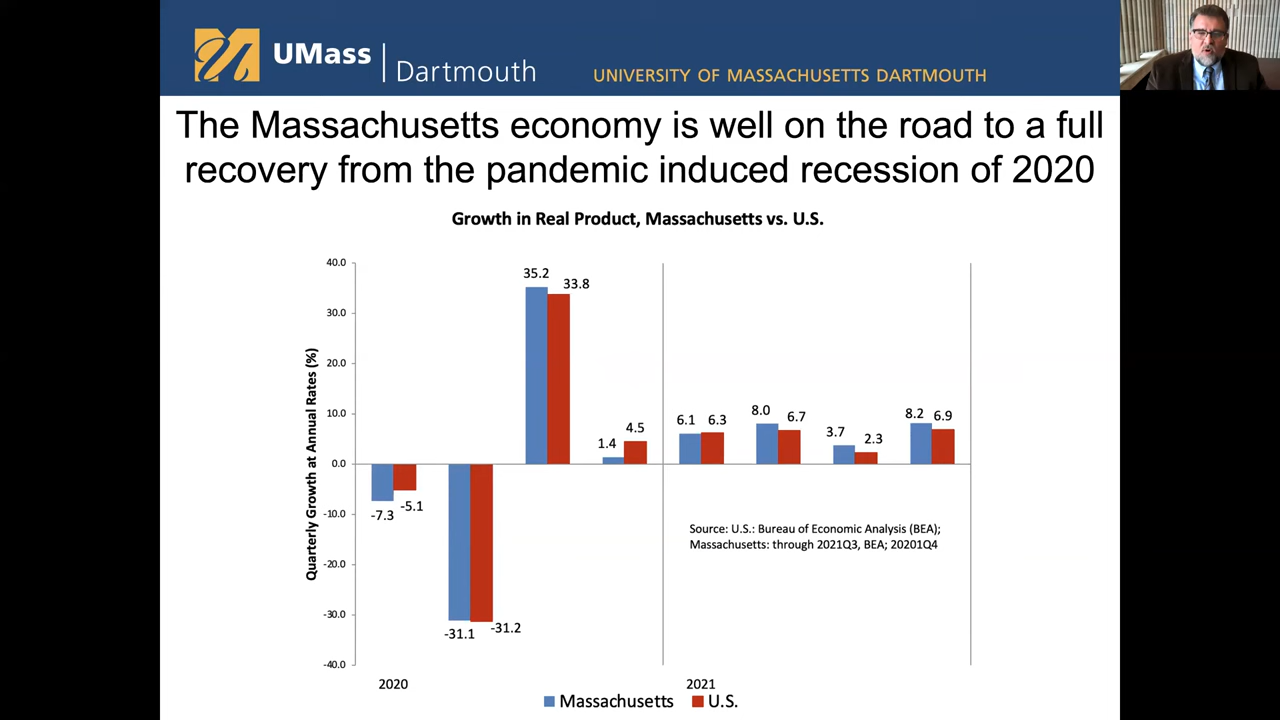 UMass
Dartmouth
UNIVERSITY OF MASSACHUSETTS DARTMOUTH
The Massachusetts economy is well on the road to a full
recovery from the pandemic induced recession of 2020
Growth in Real Product, Massachusetts vs. U.S.
Quarterly Growth at Annual Rates (%)
40.0
30.0
20.0
10.0
0.0
-10.0
-20.0
-30.0
-40.0
-7.3
-5.1
-31.1
-31.2
35.2
33.8
1.4
4.5
6.1
6.3
8.0
6.7
3.7
2.3
8.2
6.9
Source: U.S.: Bureau of Economic Analysis (BEA);
Massachusetts: through 2021Q3, BEA; 20201Q4
2020
2021
Massachusetts
U.S.